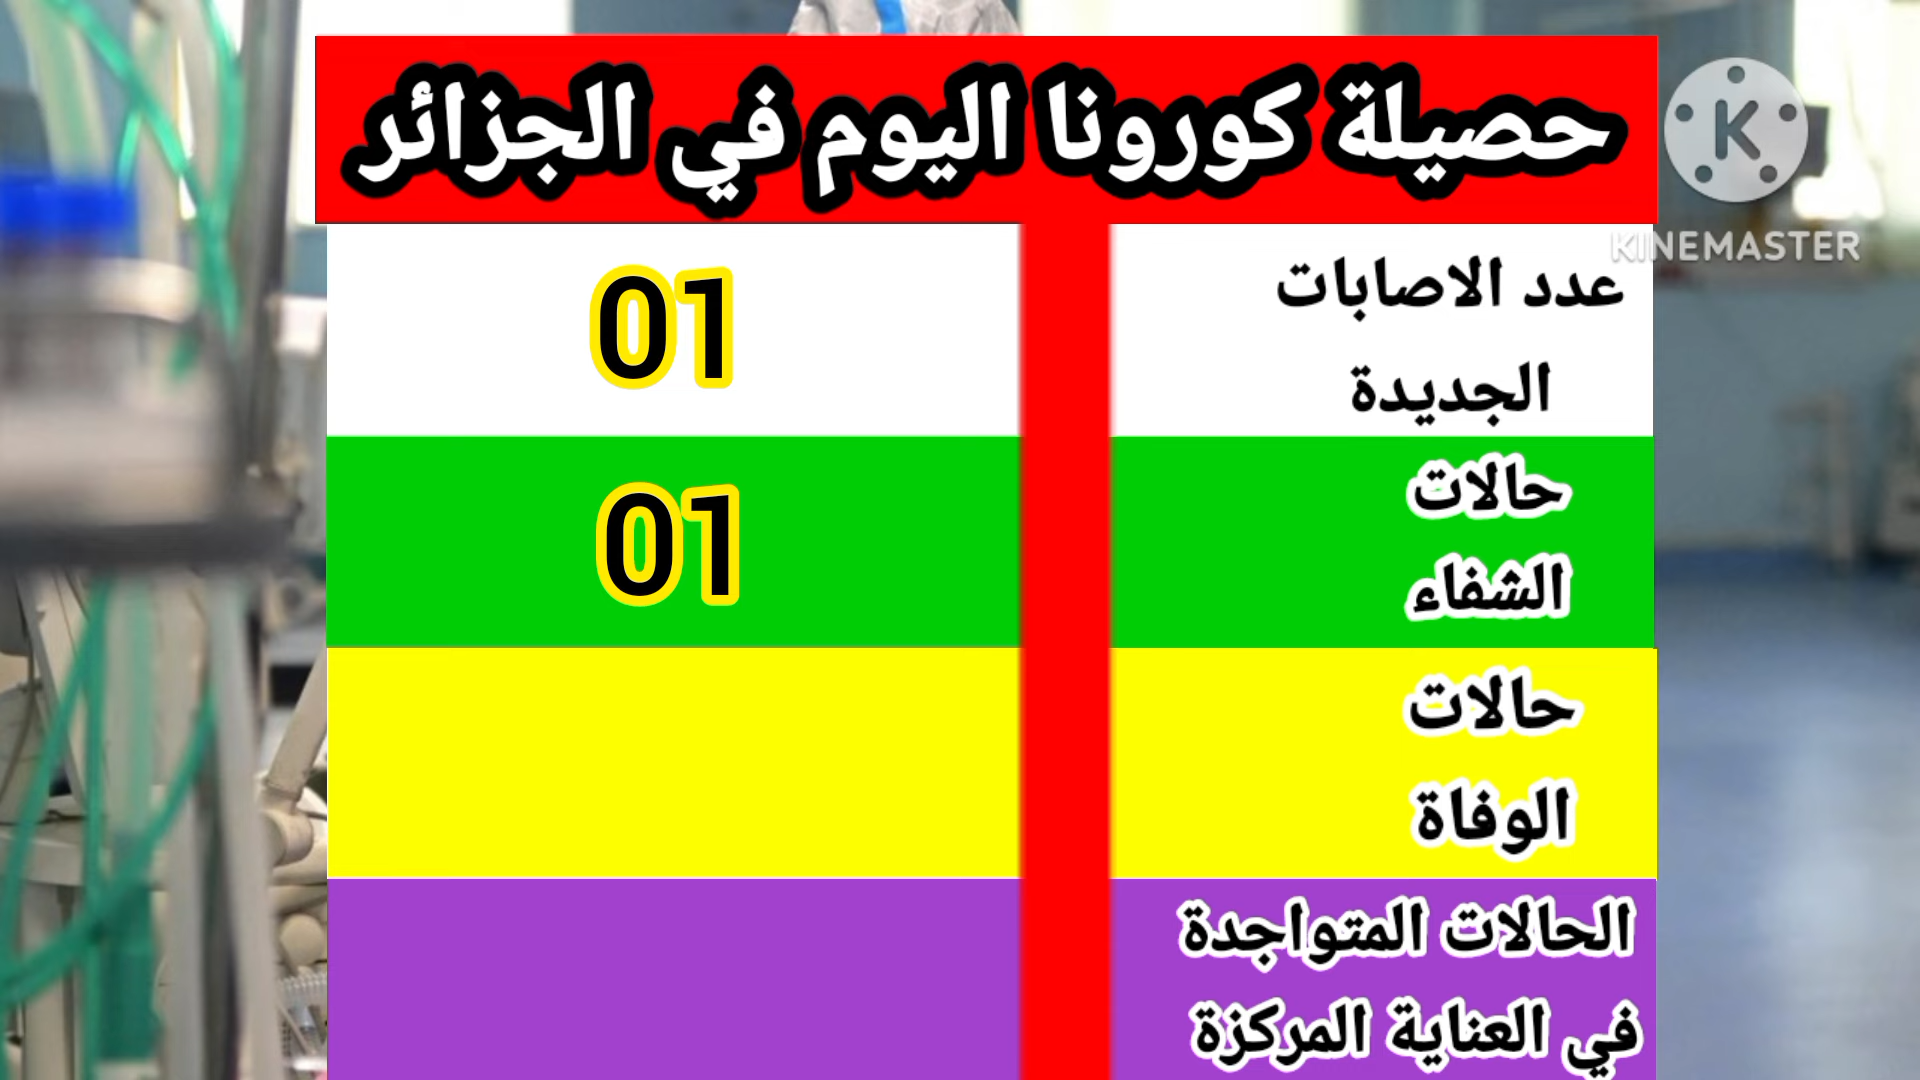 حصيلة كورونا اليوم في الجزائر
KINEMASTER
عدد الاصابات
الجديدة
01
حالات
الشفاء
01
حالات
الوفاة
الحالات المتواجدة
في العناية المركزة